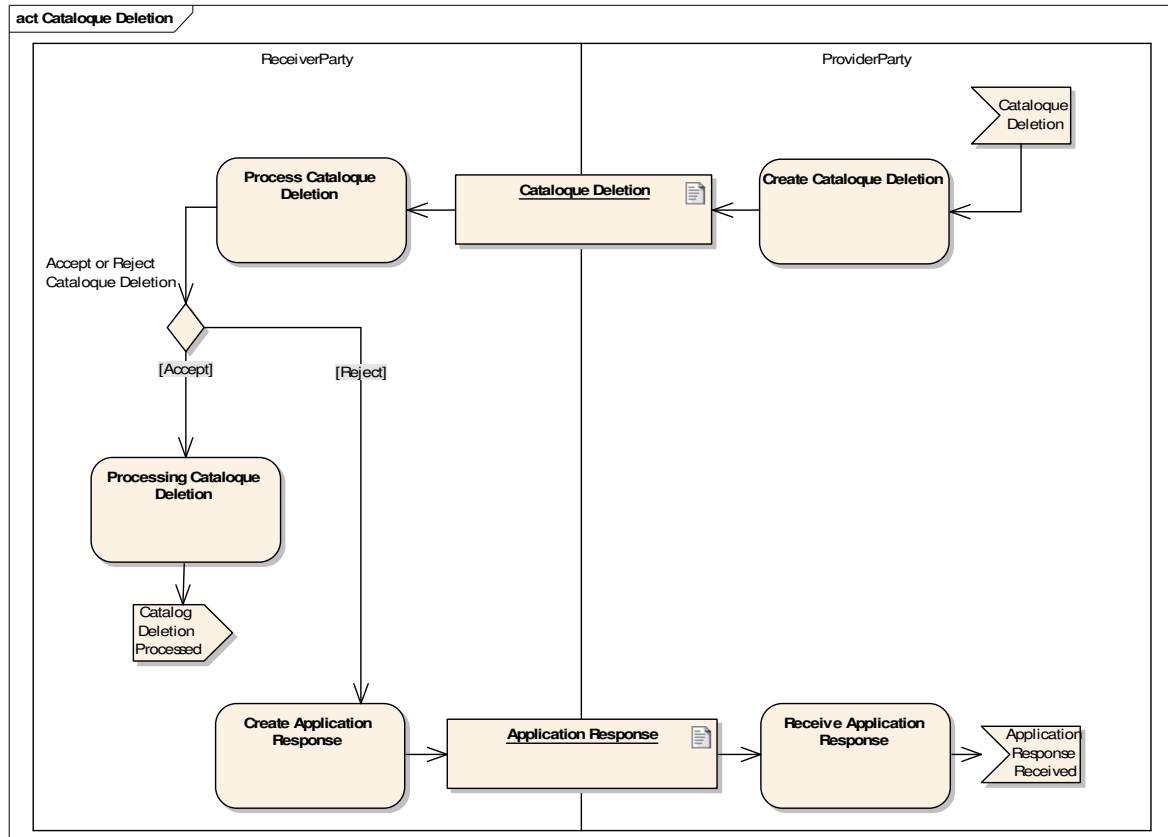 act Cataloque Deletion
ReceiverParty
ProviderParty
Cataloque
Deletion
Process Cataloque
Deletion
Cataloque Deletion
Create Cataloque Deletion
Accept or Reject
Cataloque Deletion
[Accept]
[Reject]
Processing Cataloque
Deletion
Catalog
Deletion
Processed
Create Application
Response
Application Response
Receive Application
Response
Application
Response
Received